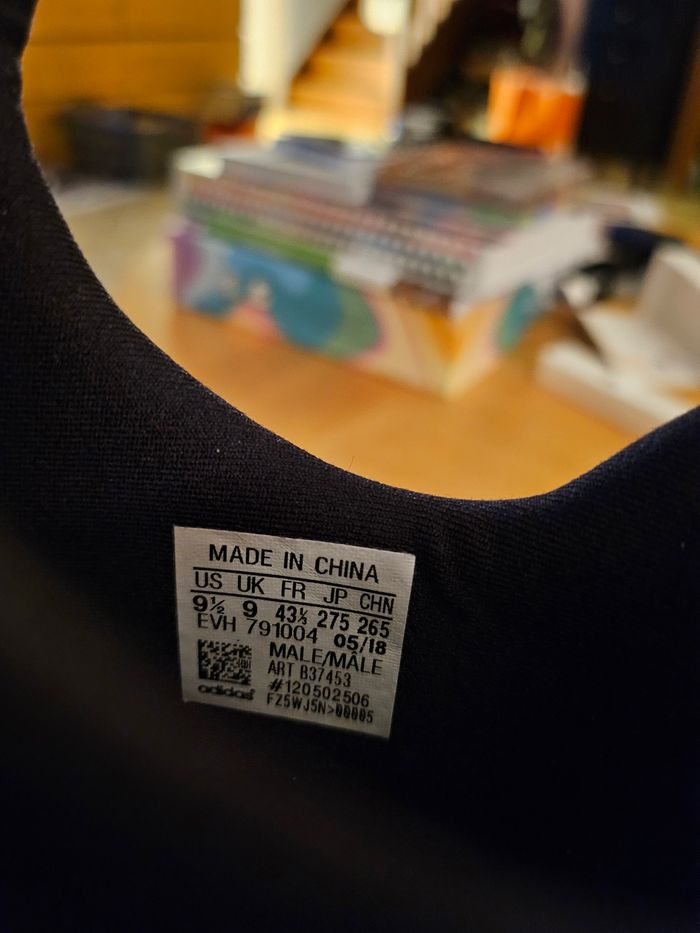 MADE IN CHINA
US UK FR JP CHN
9½ 9 43⅓ 275 265
EVH 791004 05/18
MALE/MÂLE
ART B37453
#120502506
FZ5WJ5N>00005
adidas